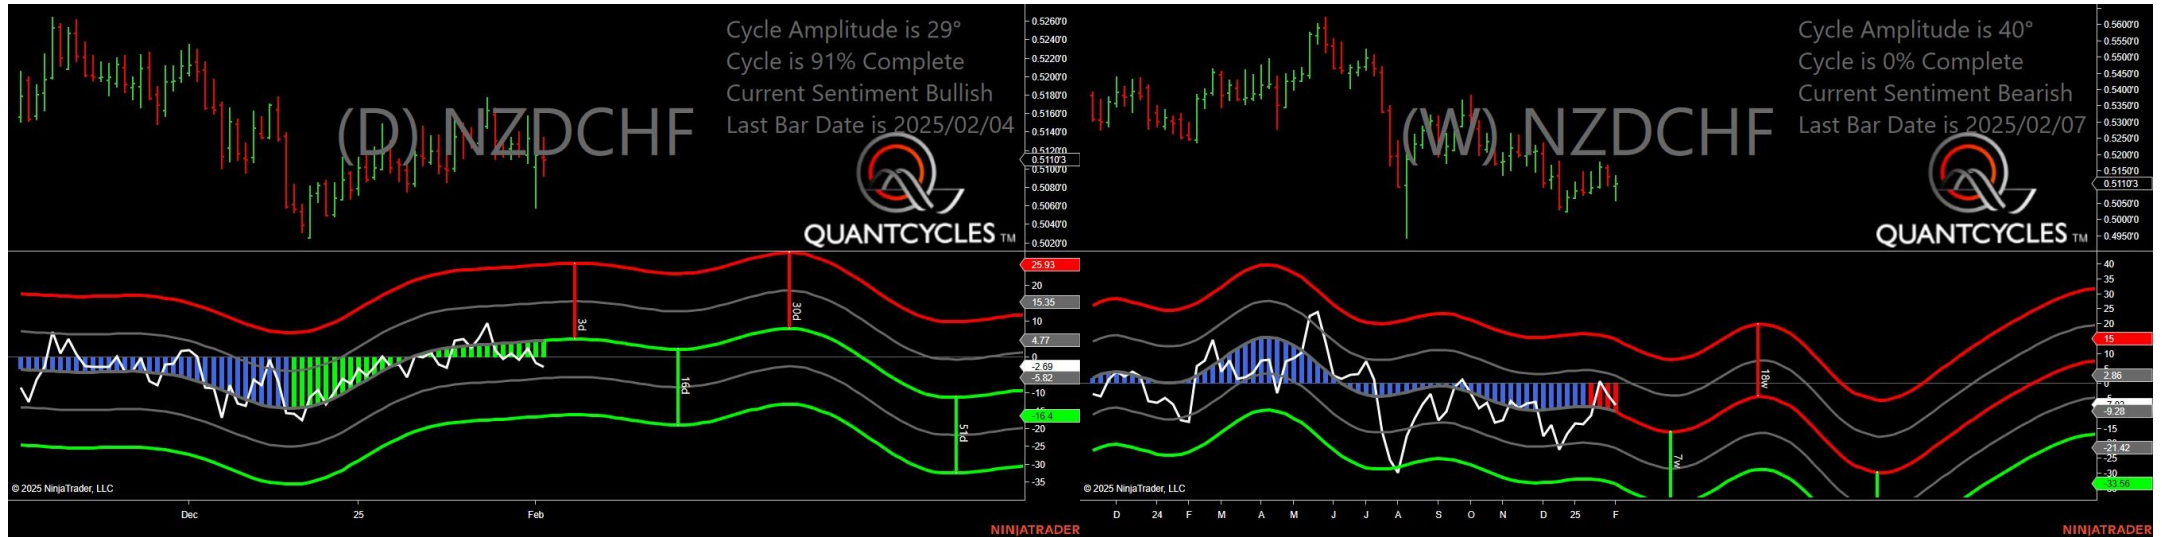 Cycle Amplitude is 29°
Cycle is 91% Complete
Current Sentiment Bullish
Last Bar Date is 2025/02/04
(D) NZDCHF
QUANTCYCLES TM
0.5260'0
0.5240'0
0.5220'0
0.5200'0
0.5180'0
0.5160'0
0.5140'0
0.5120'0
0.5110'3
0.5100'0
0.5080'0
0.5060'0
0.5040'0
0.5020'0
25.93
20
15.35
10
4.77
0
-2.69
-5.82
-10
-16.4
-20
-25
-30
-35
3d
16d
30d
51d
© 2025 NinjaTrader, LLC
Dec
25
Feb
NINJATRADER
Cycle Amplitude is 40°
Cycle is 0% Complete
Current Sentiment Bearish
Last Bar Date is 2025/02/07
(W) NZDCHF
QUANTCYCLES TM
0.5600'0
0.5550'0
0.5500'0
0.5450'0
0.5400'0
0.5350'0
0.5300'0
0.5250'0
0.5200'0
0.5150'0
0.5110'3
0.5050'0
0.5000'0
0.4950'0
40
35
30
25
20
15
10
2.86
-9.28
-15
-21.42
-25
-30
-33.56
7w
18w
© 2025 NinjaTrader, LLC
D
24
F
M
A
M
J
J
A
S
O
N
D
25
F
NINJATRADER